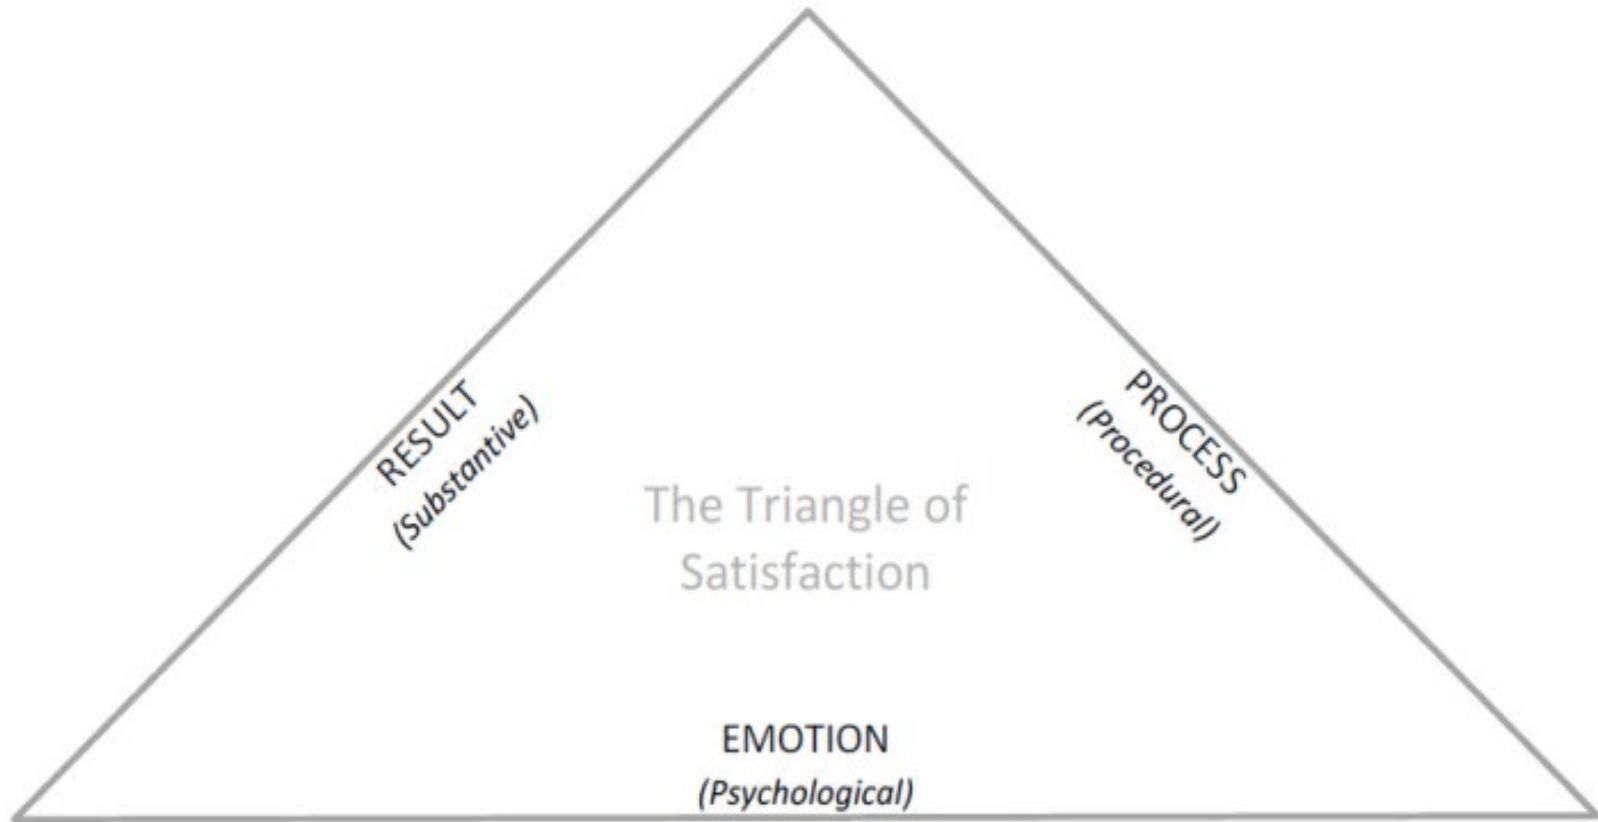 RESULT
(Substantive)
PROCESS
(Procedural)
The Triangle of
Satisfaction
EMOTION
(Psychological)